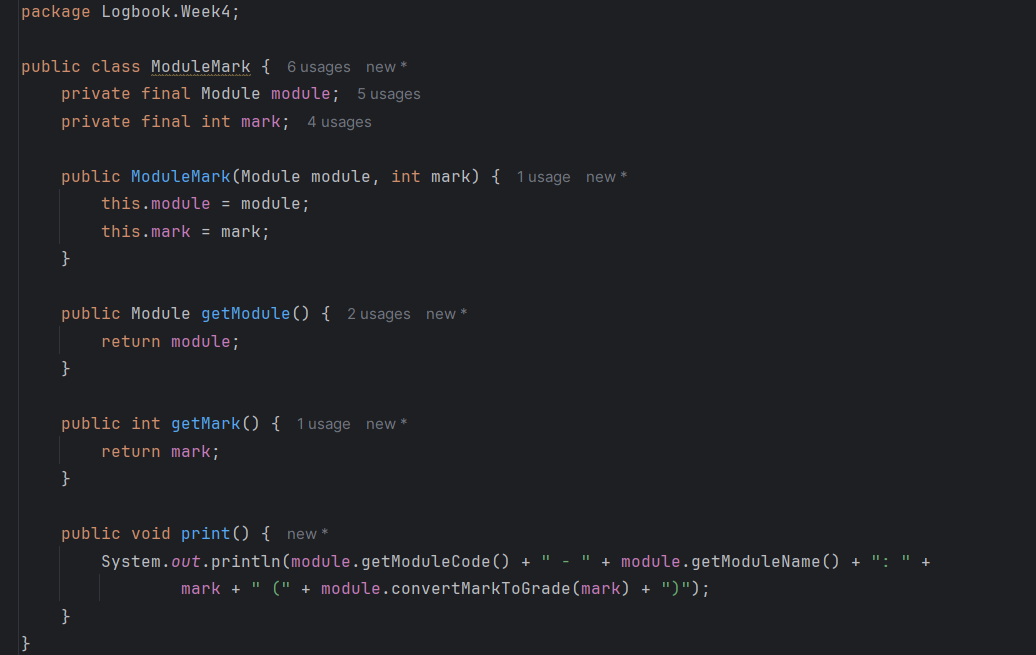 package Logbook.Week4;
public class ModuleMark {  6 usages  new *
    private final Module module;  5 usages
    private final int mark;  4 usages
    public ModuleMark(Module module, int mark) {  1 usage  new *
        this.module = module;
        this.mark = mark;
    }
    public Module getModule() {  2 usages  new *
        return module;
    }
    public int getMark() {  1 usage  new *
        return mark;
    }
    public void print() {  new *
        System.out.println(module.getModuleCode() + " - " + module.getModuleName() + ": " +
                mark + " (" + module.convertMarkToGrade(mark) + ")");
    }
}